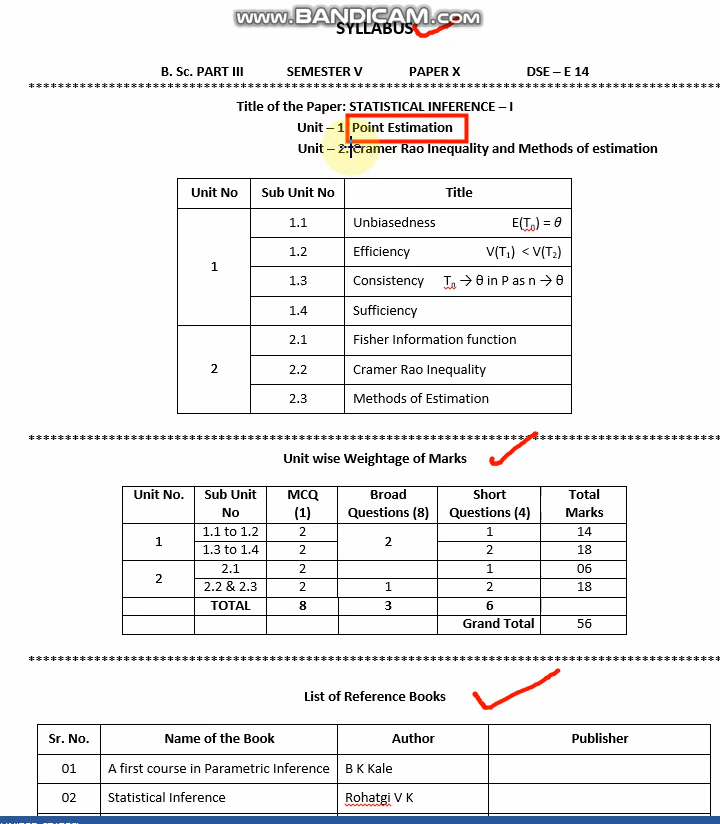 www.BANDICAM.com
SYLLABUS
B. Sc. PART III SEMESTER V PAPER X DSE – E 14
************************************************************************
Title of the Paper: STATISTICAL INFERENCE – I
Unit – 1 Point Estimation
Unit – 2. Cramer Rao Inequality and Methods of estimation
Unit No Sub Unit No Title
1
1.1 Unbiasedness E(Tn) = θ
1.2 Efficiency V(T₁) < V(T₂)
1.3 Consistency Tn → θ in P as n → θ
1.4 Sufficiency
2
2.1 Fisher Information function
2.2 Cramer Rao Inequality
2.3 Methods of Estimation
************************************************************************
Unit wise Weightage of Marks
Unit No. Sub Unit No MCQ (1) Broad Questions (8) Short Questions (4) Total Marks
1 1.1 to 1.2 2 2 1 14
1.3 to 1.4 2 2 18
2 2.1 2 1 06
2.2 & 2.3 2 1 2 18
TOTAL 8 3 6
Grand Total 56
************************************************************************
List of Reference Books
Sr. No. Name of the Book Author Publisher
01 A first course in Parametric Inference B K Kale
02 Statistical Inference Rohatgi V K